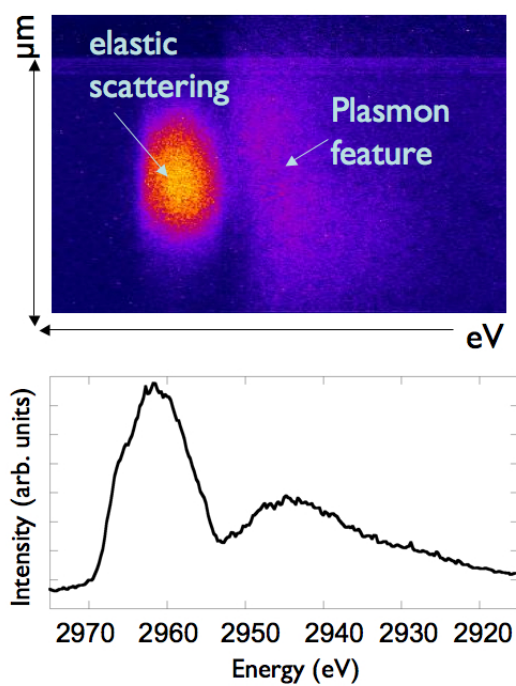 μm
elastic
scattering
Plasmon
feature
eV
Intensity (arb. units)
2970 2960 2950 2940 2930 2920
Energy (eV)